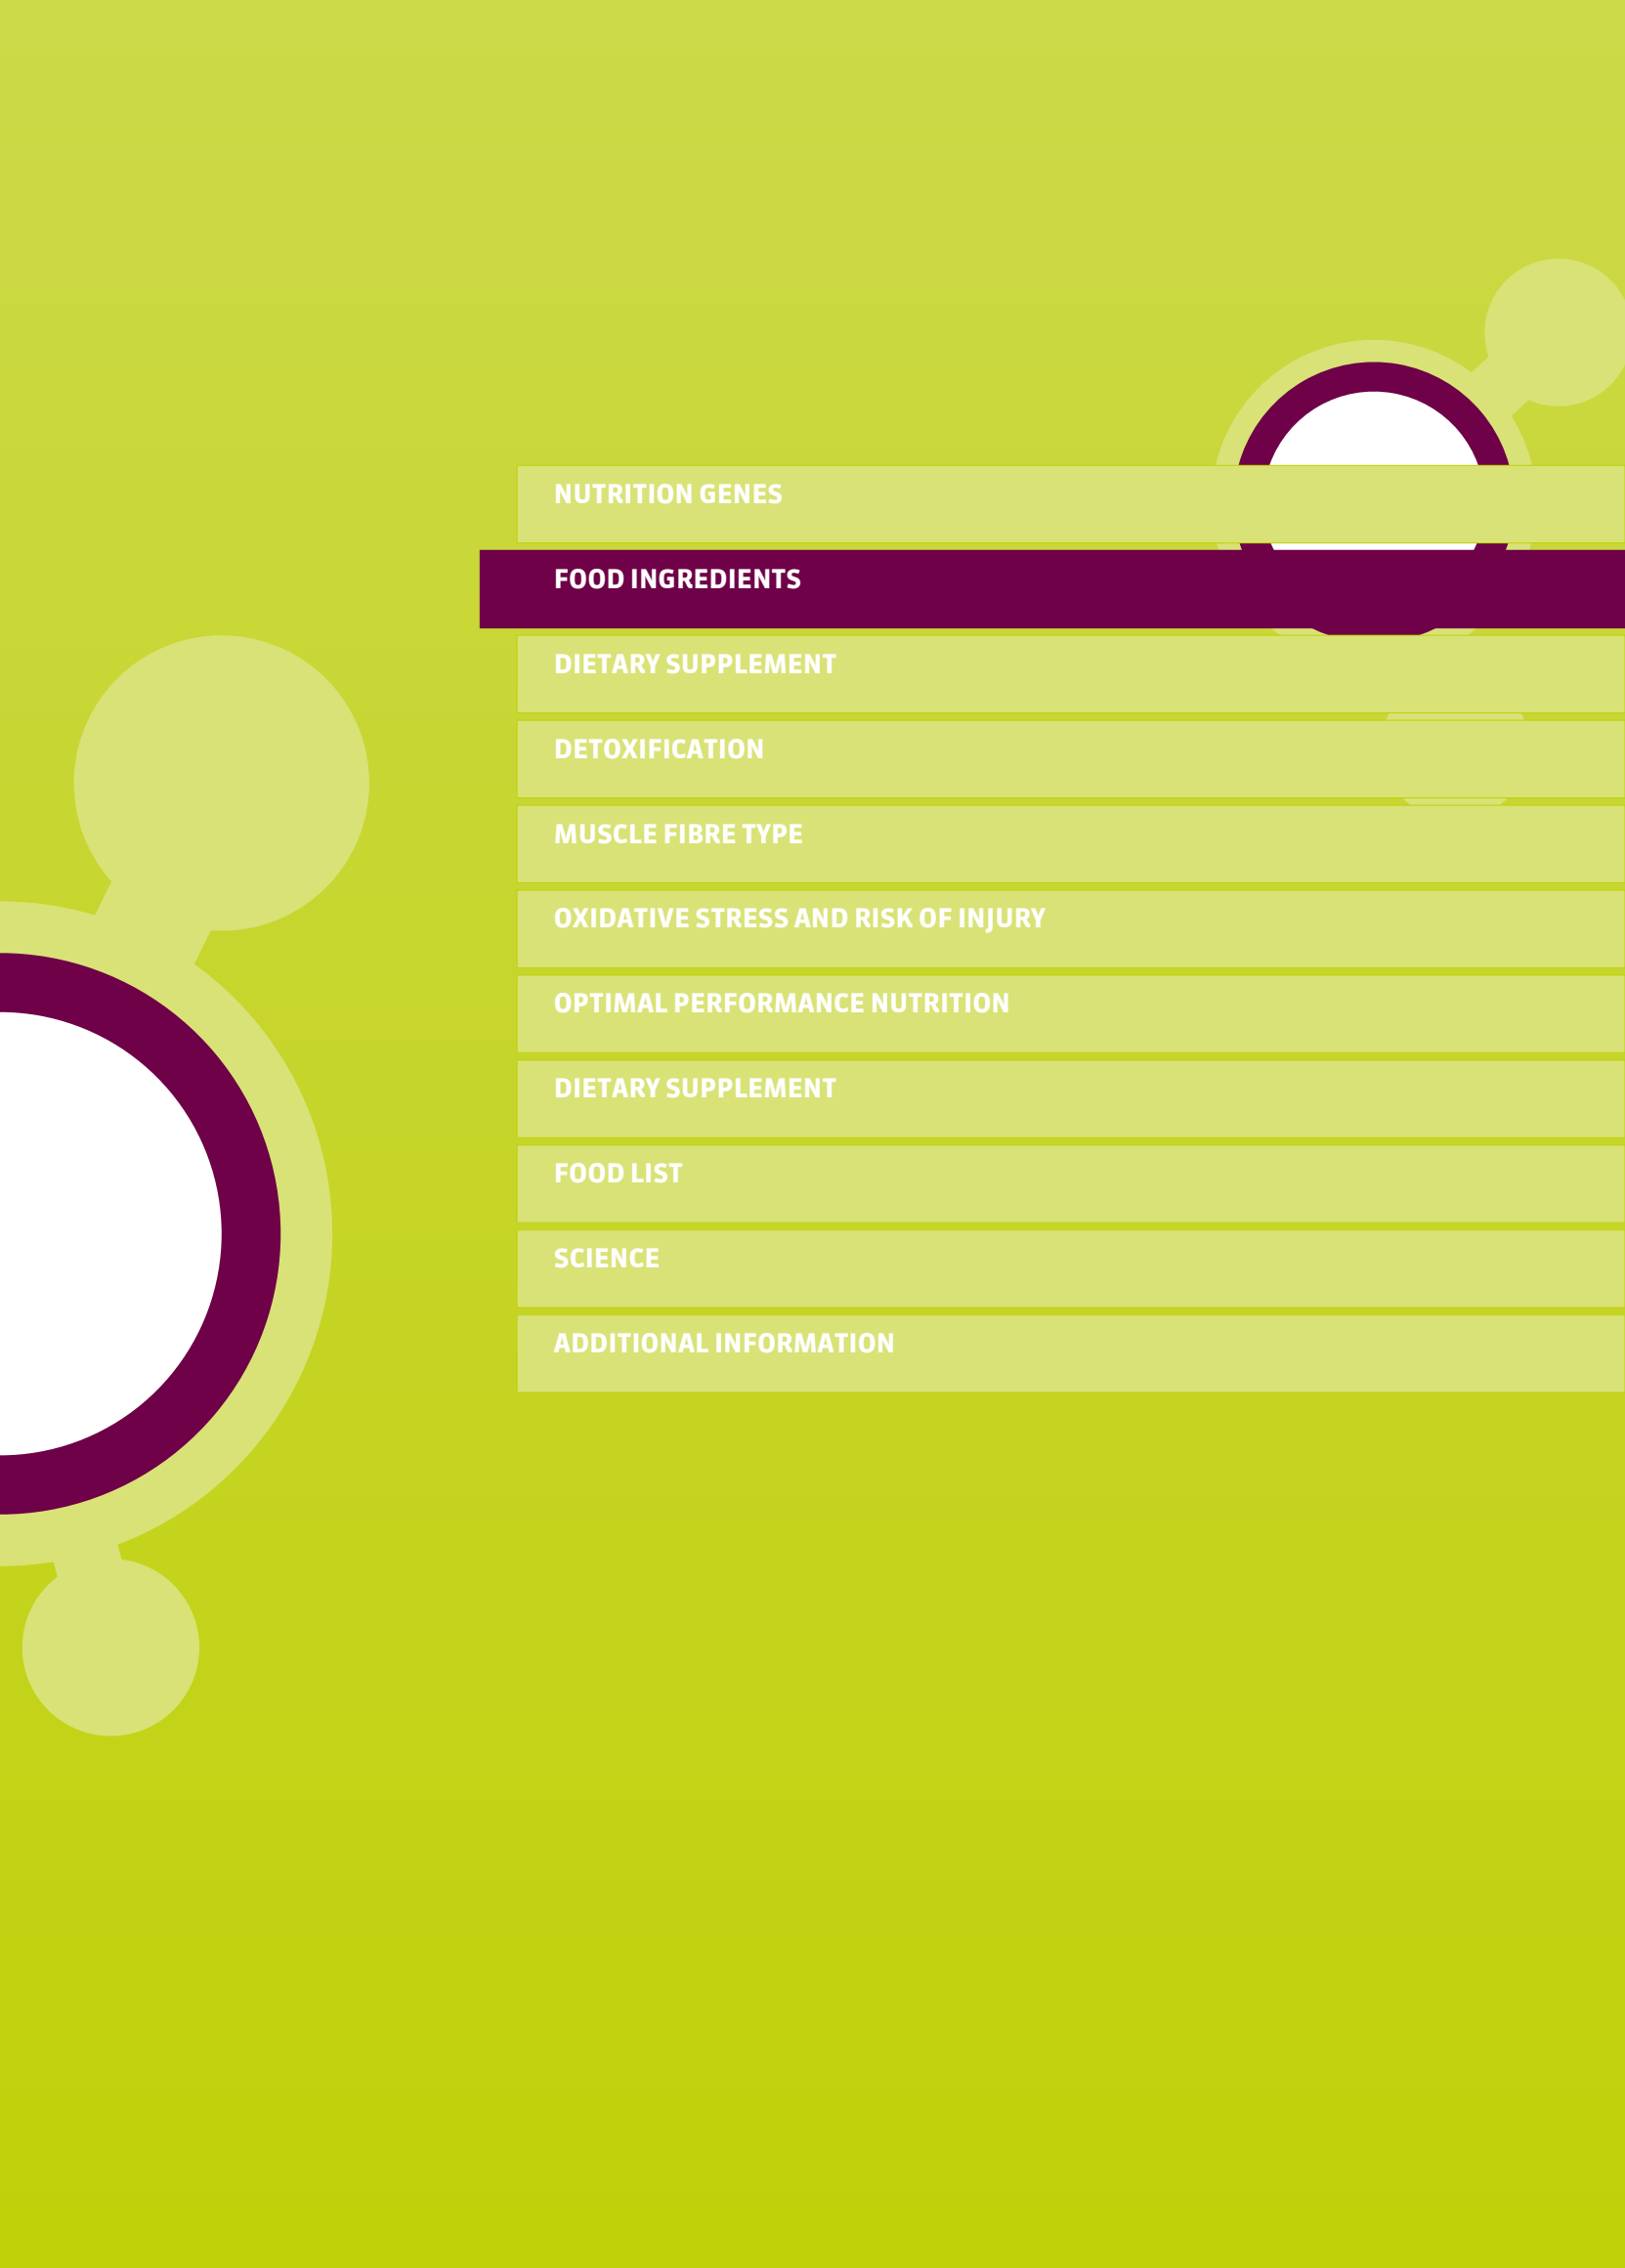 NUTRITION GENES
FOOD INGREDIENTS
DIETARY SUPPLEMENT
DETOXIFICATION
MUSCLE FIBRE TYPE
OXIDATIVE STRESS AND RISK OF INJURY
OPTIMAL PERFORMANCE NUTRITION
DIETARY SUPPLEMENT
FOOD LIST
SCIENCE
ADDITIONAL INFORMATION